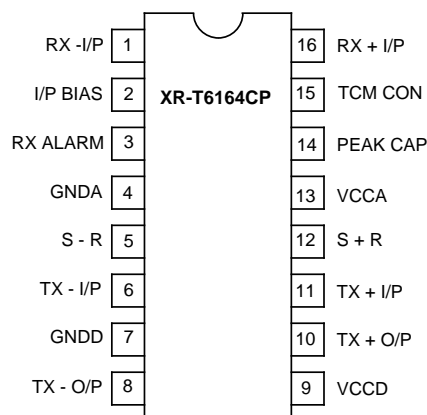 RX -I/P 1 16 RX + I/P
I/P BIAS 2 XR-T6164CP 15 TCM CON
RX ALARM 3 14 PEAK CAP
GNDA 4 13 VCCA
S - R 5 12 S + R
TX - I/P 6 11 TX + I/P
GNDD 7 10 TX + O/P
TX - O/P 8 9 VCCD